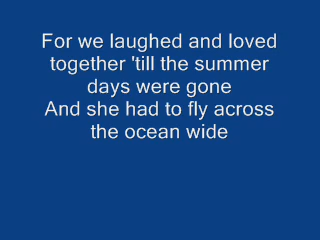 For we laughed and loved
together 'till the summer
days were gone
And she had to fly across
the ocean wide